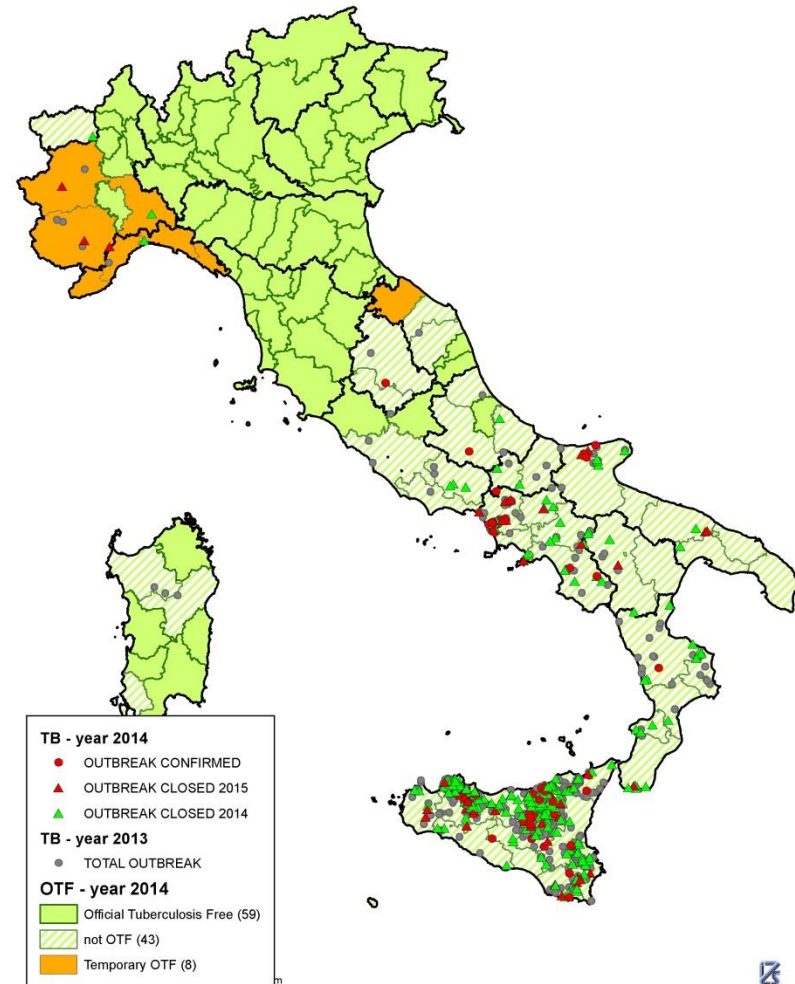 TB - year 2014
OUTBREAK CONFIRMED
OUTBREAK CLOSED 2015
OUTBREAK CLOSED 2014
TB - year 2013
TOTAL OUTBREAK
OTF - year 2014
Official Tuberculosis Free (59)
not OTF (43)
Temporary OTF (8)
m